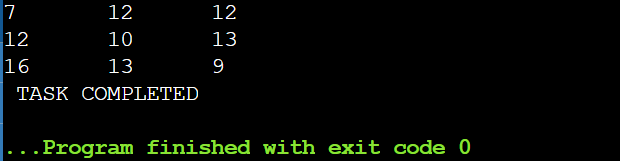 7 12 12
12 10 13
16 13 9
TASK COMPLETED
...Program finished with exit code 0